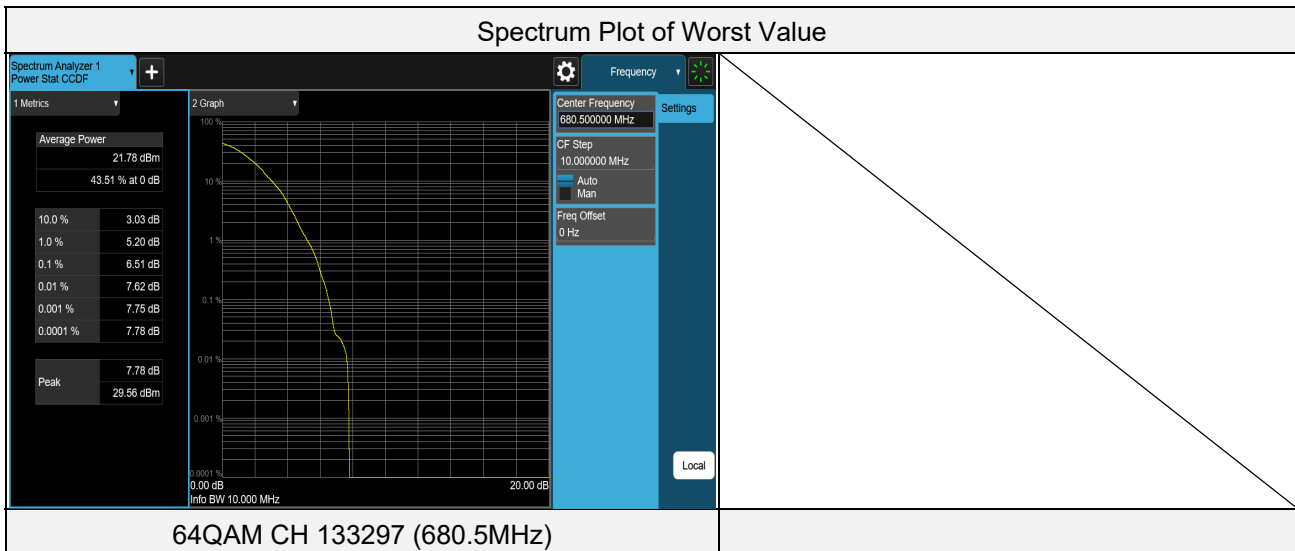 Spectrum Plot of Worst Value
Spectrum Analyzer 1
Power Stat CCDF
+
Frequency
1 Metrics
2 Graph
Average Power
21.78 dBm
43.51 % at 0 dB
10.0 % 3.03 dB
1.0 % 5.20 dB
0.1 % 6.51 dB
0.01 % 7.62 dB
0.001 % 7.75 dB
0.0001 % 7.78 dB
Peak 7.78 dB
29.56 dBm
100 %
10 %
1 %
0.1 %
0.01 %
0.001 %
0.0001 %
0.00 dB 20.00 dB
Info BW 10.000 MHz
Center Frequency
680.500000 MHz
CF Step
10.000000 MHz
Auto
Man
Freq Offset
0 Hz
Settings
Local
64QAM CH 133297 (680.5MHz)